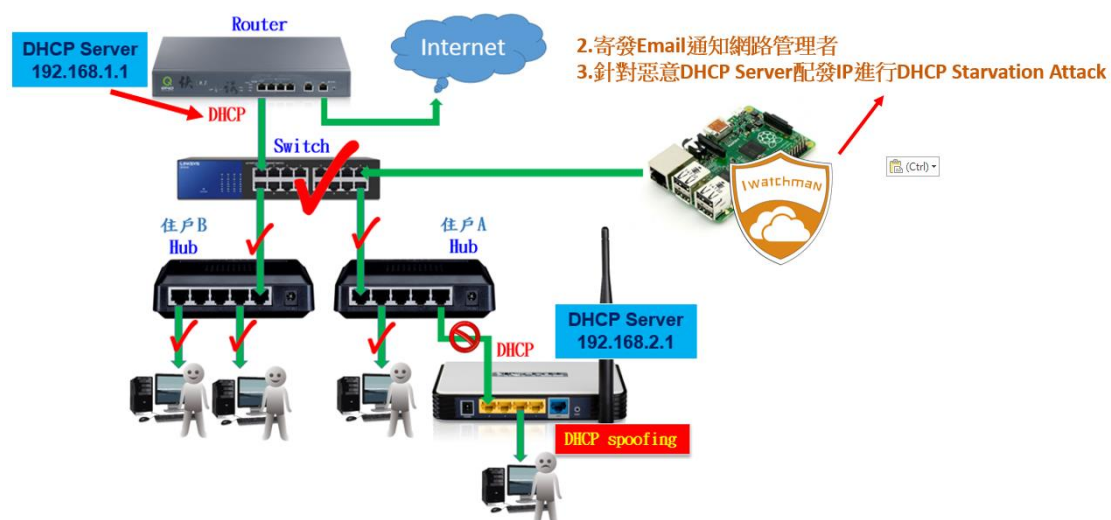 Router
DHCP Server
192.168.1.1
Internet
2.寄發Email通知網路管理者
3.針對惡意DHCP Server配發IP進行DHCP Starvation Attack
DHCP
Switch
(Ctrl)
Iwatchman
住戶B
Hub
住戶A
Hub
DHCP Server
192.168.2.1
DHCP
DHCP spoofing